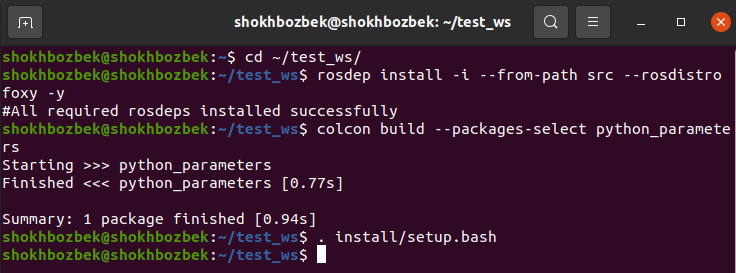 shokhbozbek@shokhbozbek: ~/test_ws
shokhbozbek@shokhbozbek:~$ cd ~/test_ws/
shokhbozbek@shokhbozbek:~/test_ws$ rosdep install -i --from-path src --rosdistro
foxy -y
#All required rosdeps installed successfully
shokhbozbek@shokhbozbek:~/test_ws$ colcon build --packages-select python_paramete
rs
Starting >>> python_parameters
Finished <<< python_parameters [0.77s]
Summary: 1 package finished [0.94s]
shokhbozbek@shokhbozbek:~/test_ws$ . install/setup.bash
shokhbozbek@shokhbozbek:~/test_ws$